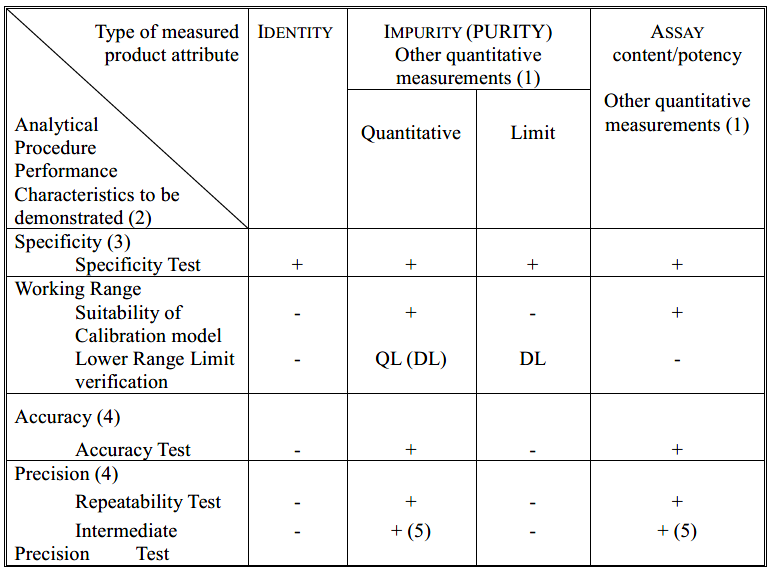 Type of measured IDENTITY IMPURITY (PURITY) ASSAY
product attribute Other quantitative content/potency
measurements (1)
Other quantitative
Analytical Quantitative Limit measurements (1)
Procedure
Performance
Characteristics to be
demonstrated (2)
Specificity (3)
Specificity Test + + + +
Working Range
Suitability of - + - +
Calibration model
Lower Range Limit - QL (DL) DL -
verification
Accuracy (4)
Accuracy Test - + - +
Precision (4)
Repeatability Test - + - +
Intermediate - + (5) - + (5)
Precision Test